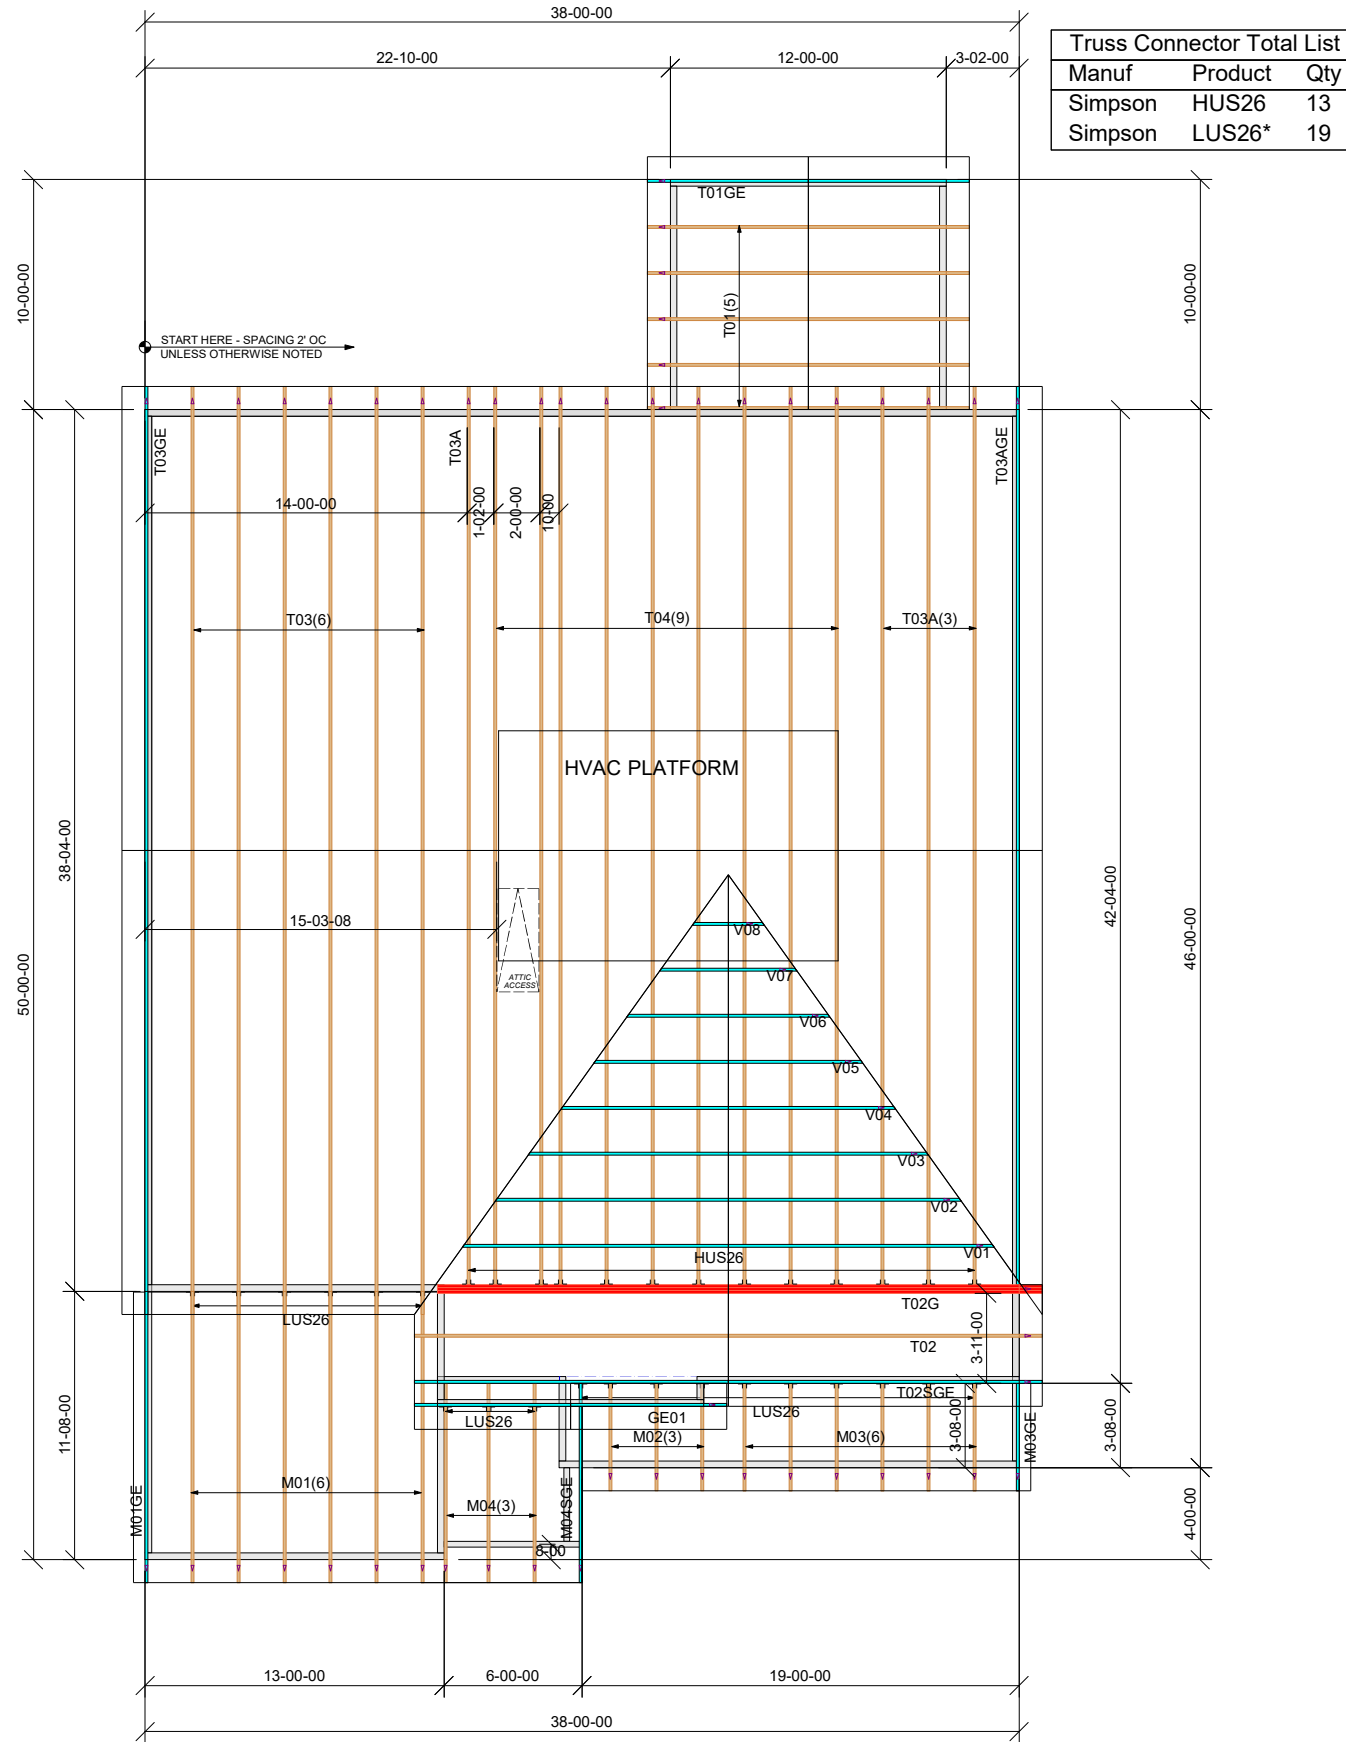 38-00-00
22-10-00
12-00-00
3-02-00
Truss Connector Total List
Manuf Product Qty
Simpson HUS26 13
Simpson LUS26* 19
T01GE
T01(5)
10-00-00
10-00-00
START HERE - SPACING 2' OC
UNLESS OTHERWISE NOTED
T03GE
T03A
T03AGE
14-00-00
1-02-00
2-00-00
10-00
T03(6)
T04(9)
T03A(3)
HVAC PLATFORM
38-04-00
50-00-00
42-04-00
46-00-00
15-03-08
ATTIC
ACCESS
V08
V07
V06
V05
V04
V03
V02
V01
HUS26
LUS26
T02G
T02
3-11-00
T02SGE
LUS26
GE01
LUS26
M02(3)
M03(6)
3-08-00
M03GE
3-08-00
11-08-00
M01GE
M01(6)
M04(3)
M04SGE
8-00
4-00-00
13-00-00
6-00-00
19-00-00
38-00-00